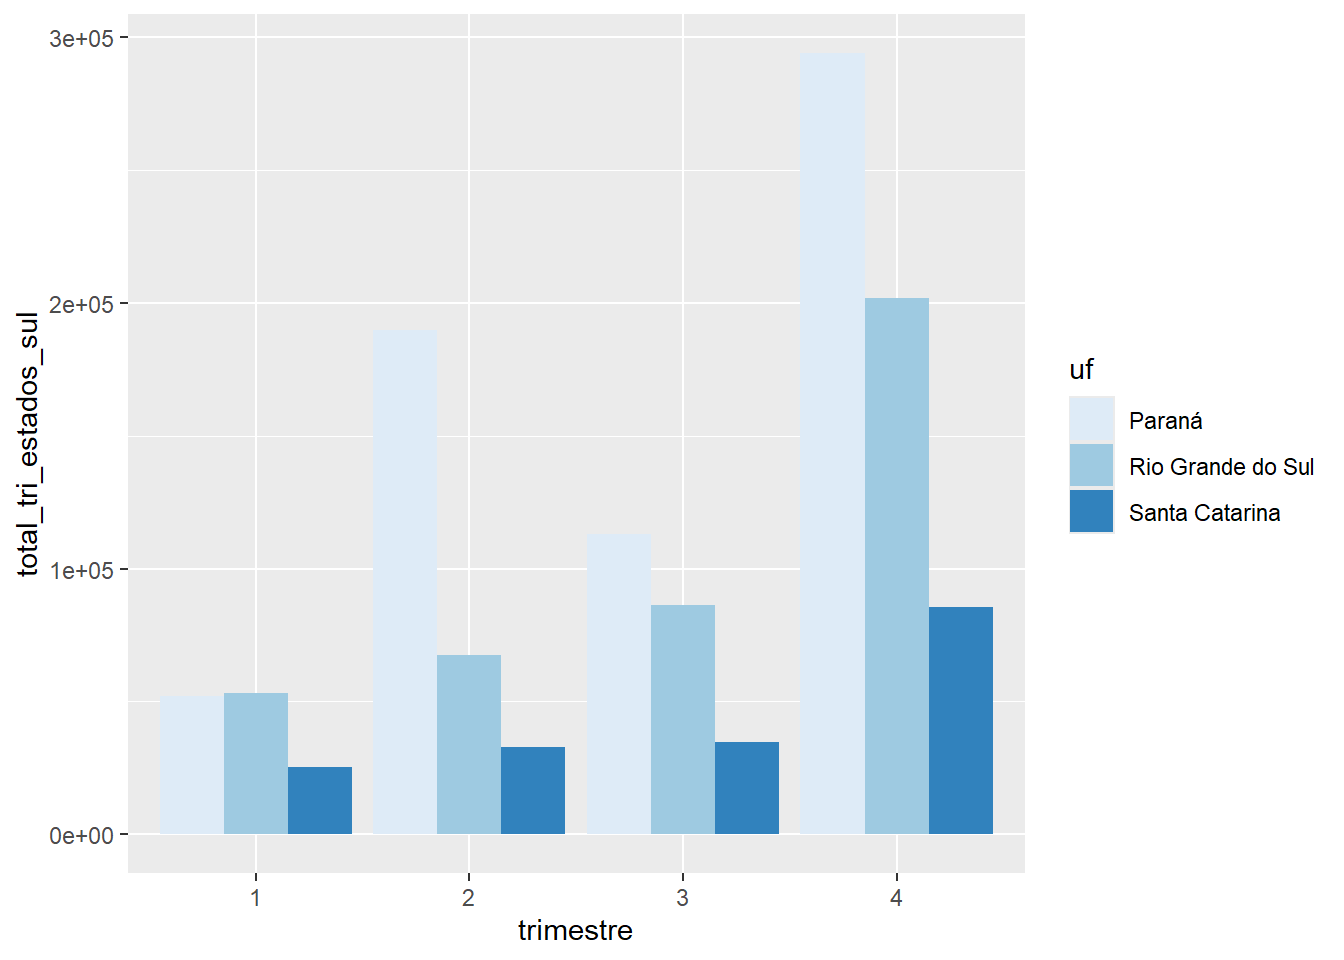 3e+05
2e+05
1e+05
0e+00
total_tri_estados_sul
1 2 3 4
trimestre
uf
Paraná
Rio Grande do Sul
Santa Catarina